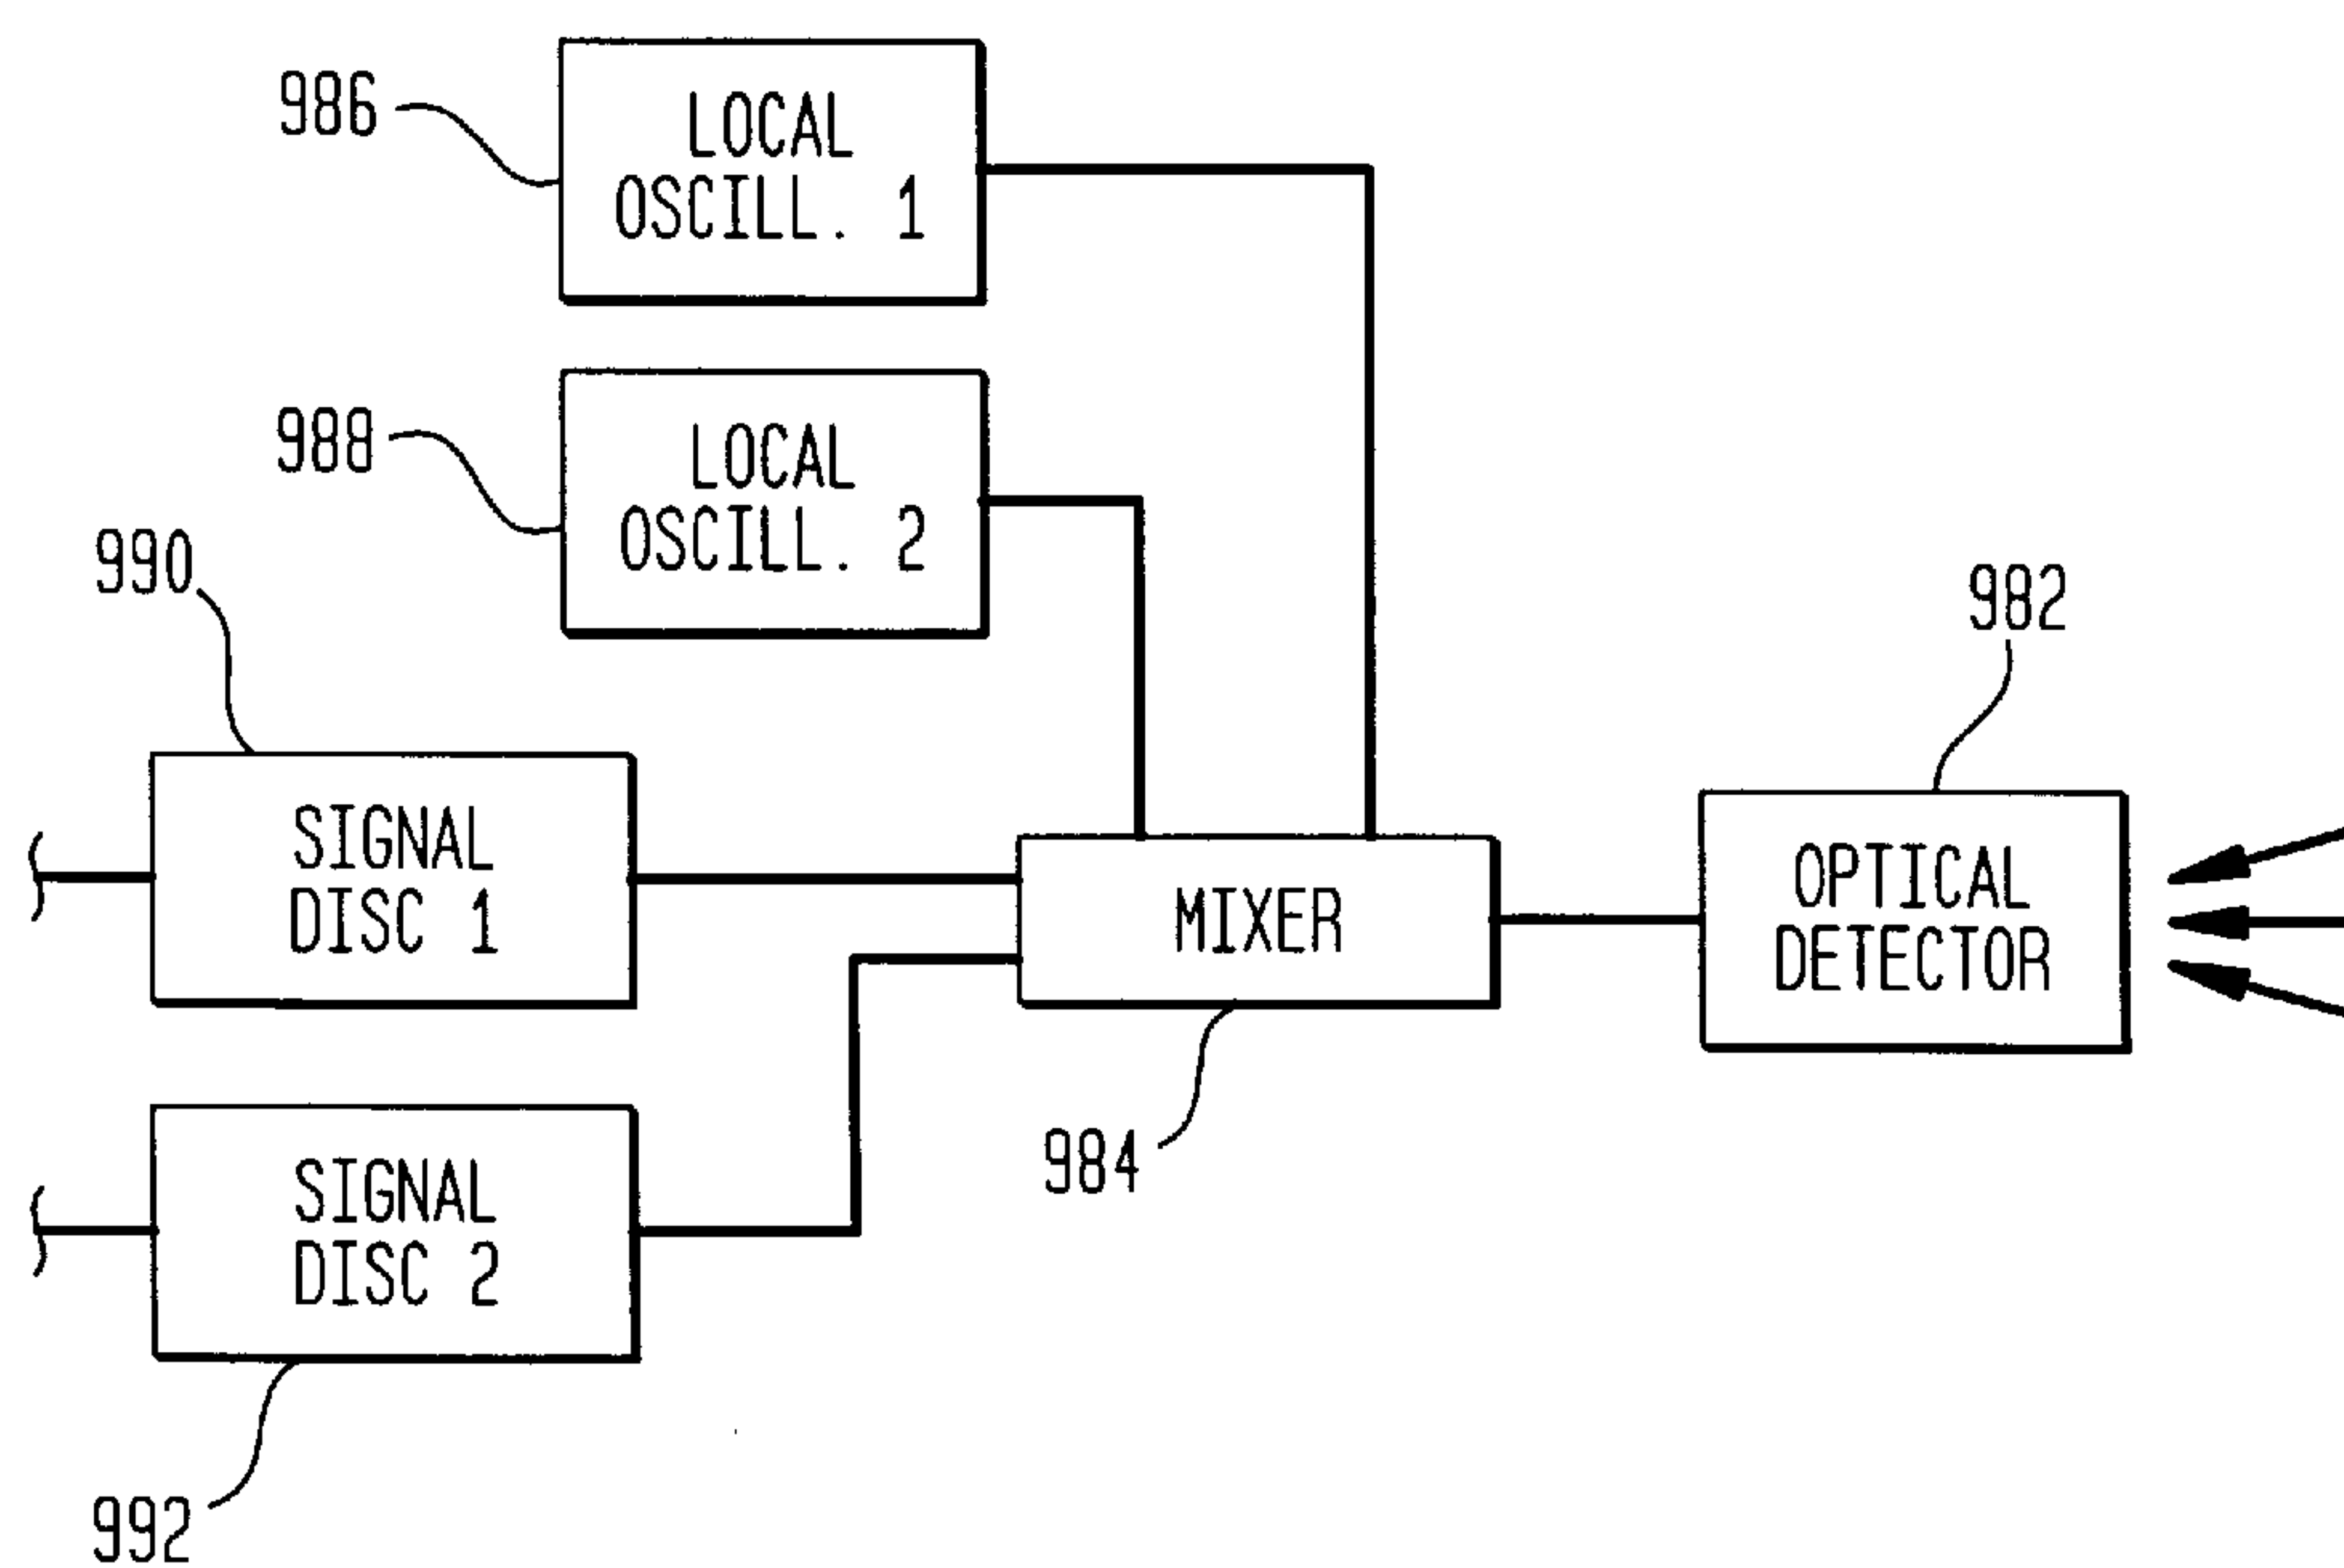 986
LOCAL
OSCILL. 1
988
LOCAL
OSCILL. 2
990
982
SIGNAL
DISC 1
MIXER
OPTICAL
DETECTOR
984
SIGNAL
DISC 2
992